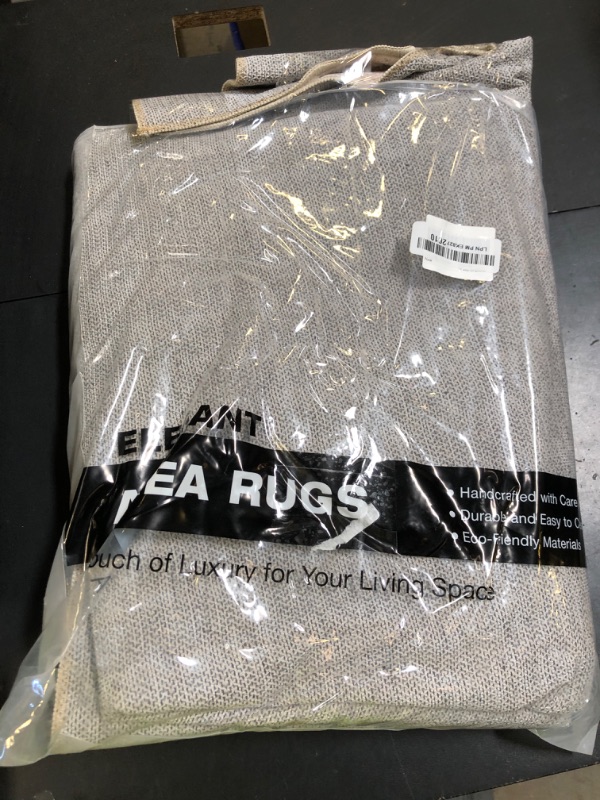 ANT
EA RUGS
• Handcrafted with Care
• Durable and Easy to C
• Eco-friendly Materials
ouch of Luxury for Your Living Space